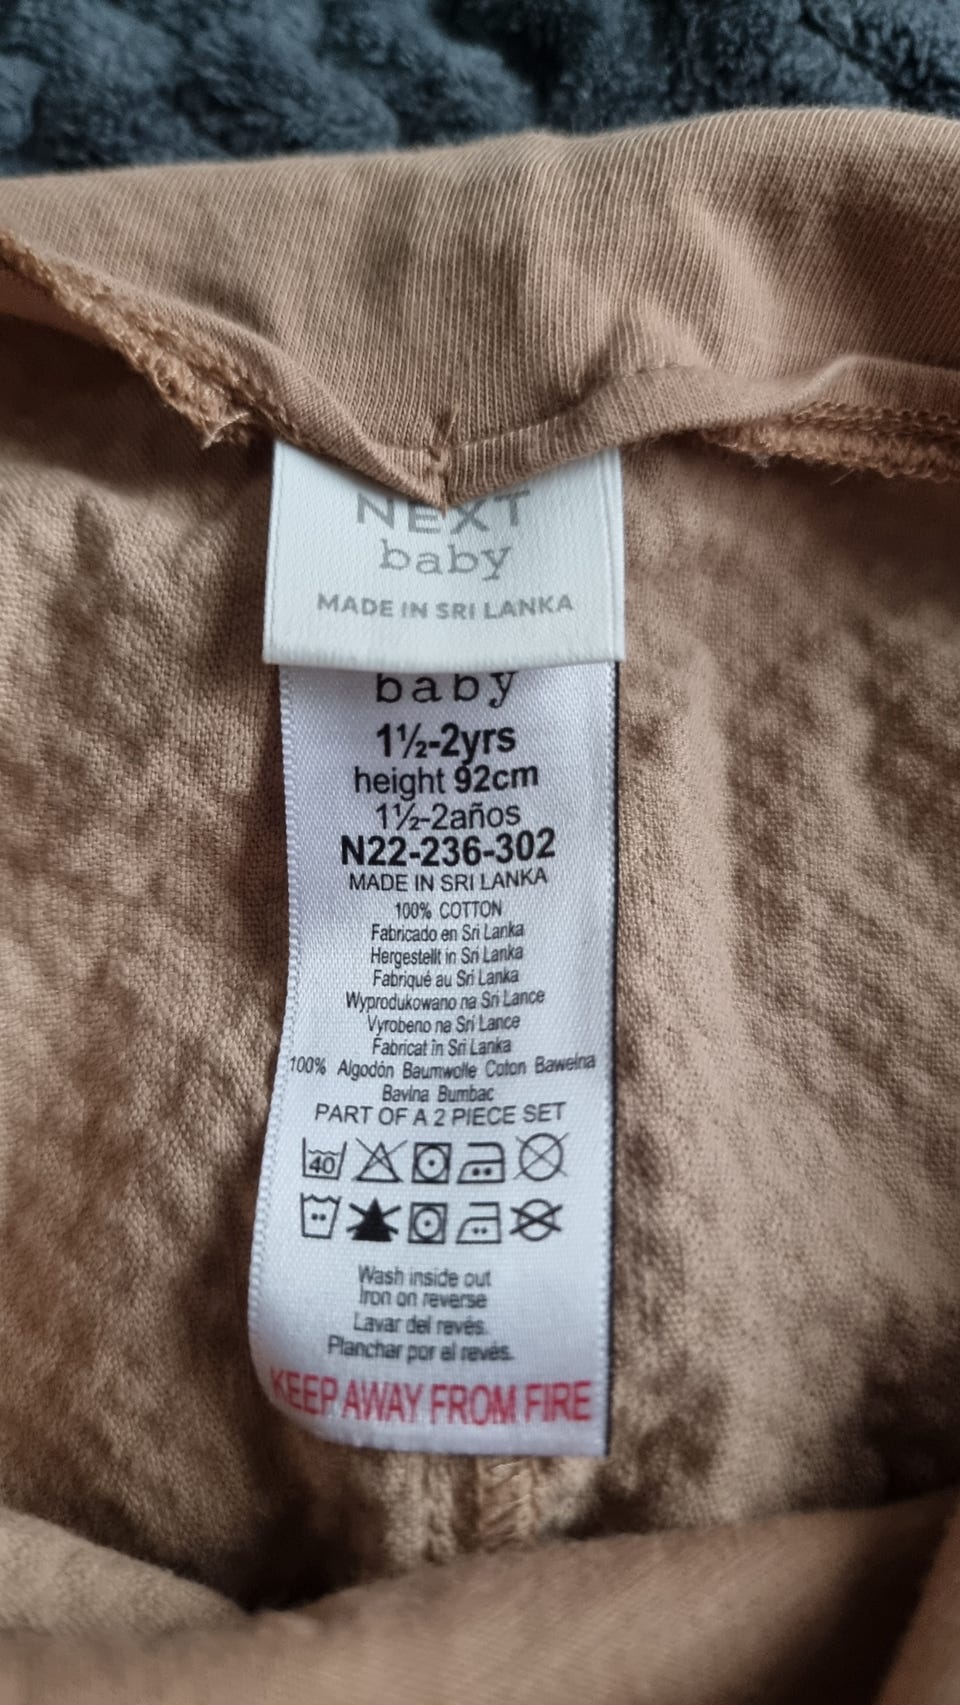 NEXT
baby
MADE IN SRI LANKA
baby
1½-2yrs
height 92cm
1½-2años
N22-236-302
MADE IN SRI LANKA
100% COTTON
Fabricado en Sri Lanka
Hergestellt in Sri Lanka
Fabriqué au Sri Lanka
Wyprodukowano na Sri Lance
Vyrobeno na Sri Lance
Fabricat în Sri Lanka
100% Algodón Baumwolle Coton Bawełna
Bavlna Bumbac
PART OF A 2 PIECE SET
40
Wash inside out
Iron on reverse
Lavar del revés.
Planchar por el revés.
KEEP AWAY FROM FIRE